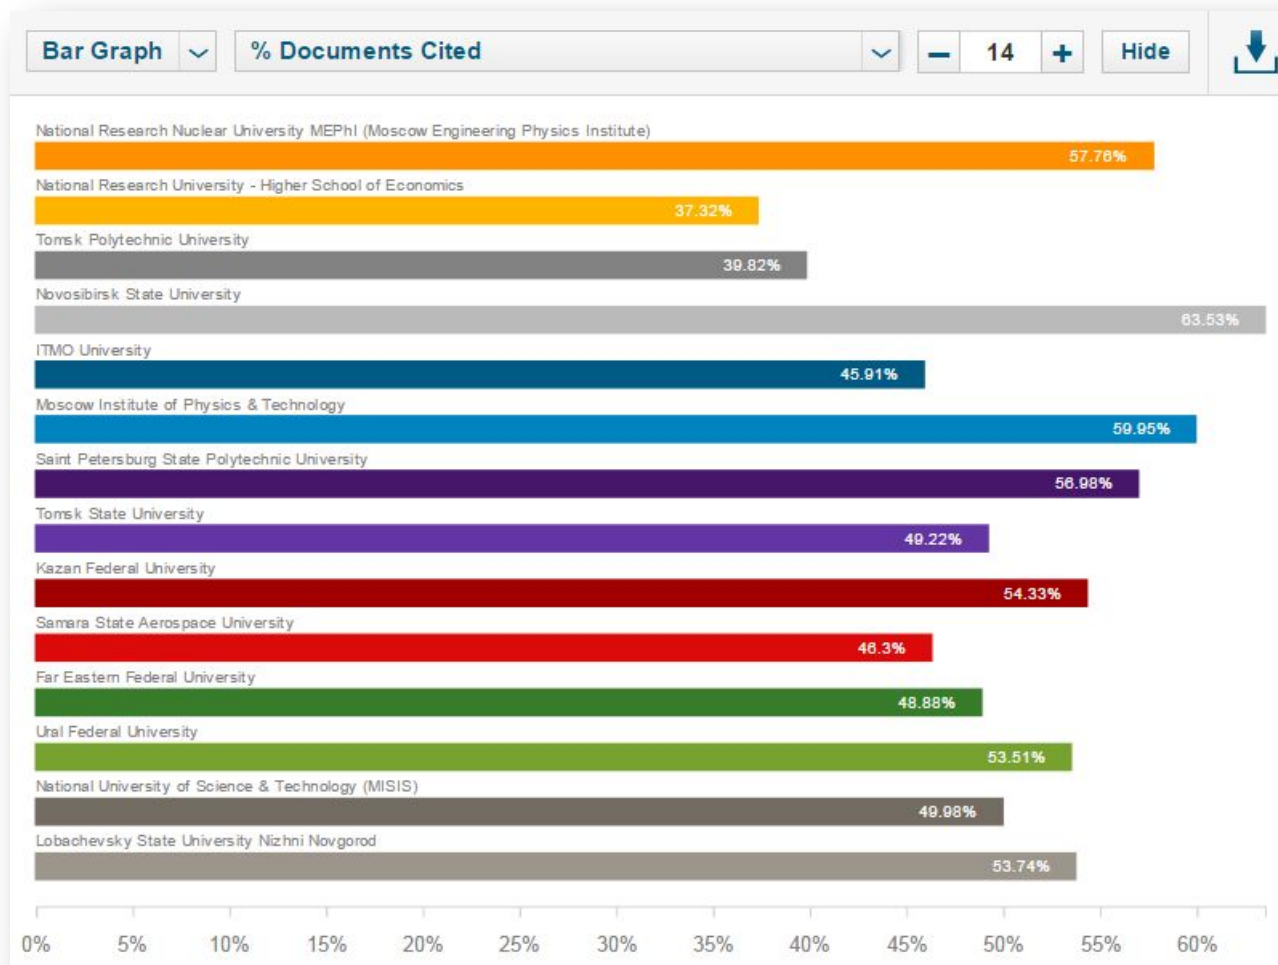 Bar Graph % Documents Cited 14 Hide
National Research Nuclear University MEPhI (Moscow Engineering Physics Institute)
57.76%
National Research University - Higher School of Economics
37.32%
Tomsk Polytechnic University
39.82%
Novosibirsk State University
63.53%
ITMO University
45.91%
Moscow Institute of Physics & Technology
59.95%
Saint Petersburg State Polytechnic University
56.98%
Tomsk State University
49.22%
Kazan Federal University
54.33%
Samara State Aerospace University
46.3%
Far Eastern Federal University
48.88%
Ural Federal University
53.51%
National University of Science & Technology (MISIS)
49.98%
Lobachevsky State University Nizhni Novgorod
53.74%
0% 5% 10% 15% 20% 25% 30% 35% 40% 45% 50% 55% 60%